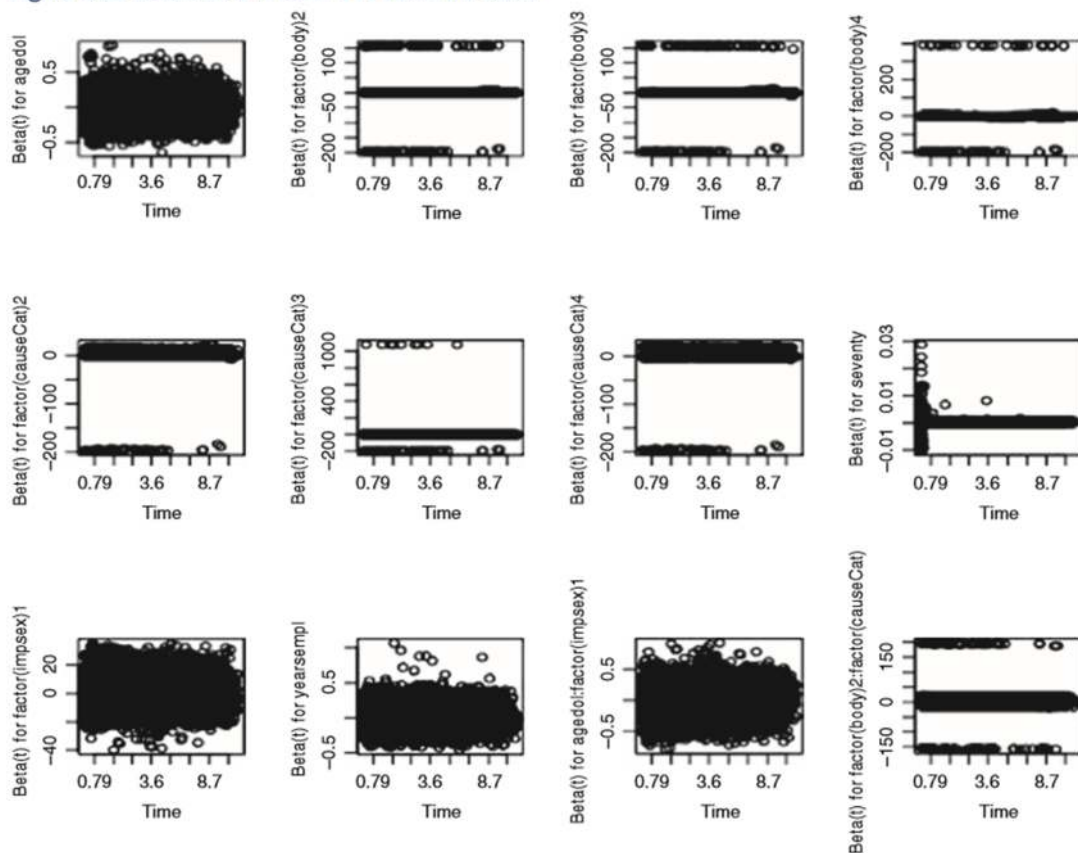 Beta(t) for agedol
0.5
-0.5
0.79 3.6 8.7
Time
Beta(t) for factor(body)2
100
-50
-200
0.79 3.6 8.7
Time
Beta(t) for factor(body)3
100
-50
-200
0.79 3.6 8.7
Time
Beta(t) for factor(body)4
200
0
-200
0.79 3.6 8.7
Time
Beta(t) for factor(causeCat)2
0
-100
-200
0.79 3.6 8.7
Time
Beta(t) for factor(causeCat)3
1000
400
-200
0.79 3.6 8.7
Time
Beta(t) for factor(causeCat)4
0
-100
-200
0.79 3.6 8.7
Time
Beta(t) for seventy
0.03
0.01
-0.01
0.79 3.6 8.7
Time
Beta(t) for factor(impsex)1
20
0
-40
0.79 3.6 8.7
Time
Beta(t) for yearsempl
0.5
-0.5
0.79 3.6 8.7
Time
Beta(t) for agedol:factor(impsex)1
0.5
-0.5
0.79 3.6 8.7
Time
Beta(t) for factor(body)2:factor(causeCat)
150
0
-150
0.79 3.6 8.7
Time